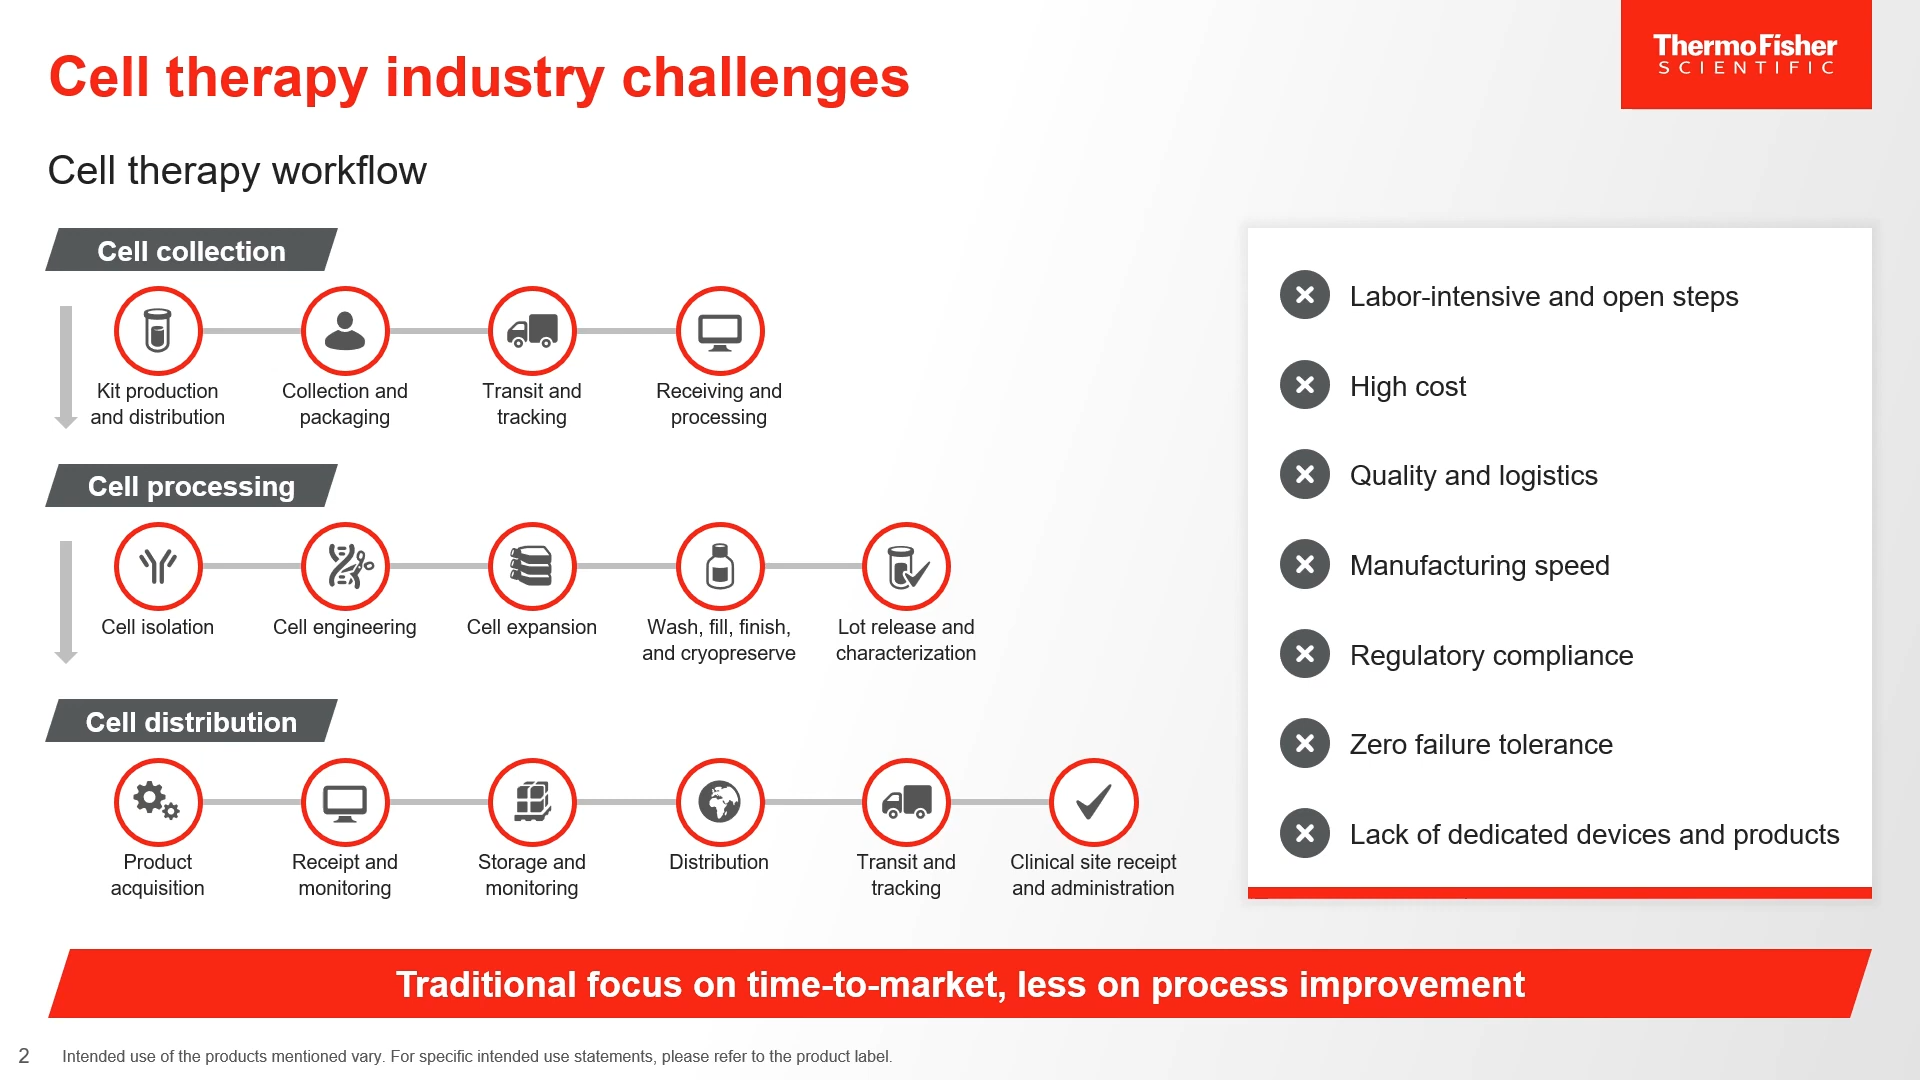 Cell therapy industry challenges
ThermoFisher
SCIENTIFIC
Cell therapy workflow
Cell collection
Kit production
and distribution
Collection and
packaging
Transit and
tracking
Receiving and
processing
Cell processing
Cell isolation
Cell engineering
Cell expansion
Wash, fill, finish,
and cryopreserve
Lot release and
characterization
Cell distribution
Product
acquisition
Receipt and
monitoring
Storage and
monitoring
Distribution
Transit and
tracking
Clinical site receipt
and administration
Labor-intensive and open steps
High cost
Quality and logistics
Manufacturing speed
Regulatory compliance
Zero failure tolerance
Lack of dedicated devices and products
Traditional focus on time-to-market, less on process improvement
2
Intended use of the products mentioned vary. For specific intended use statements, please refer to the product label.